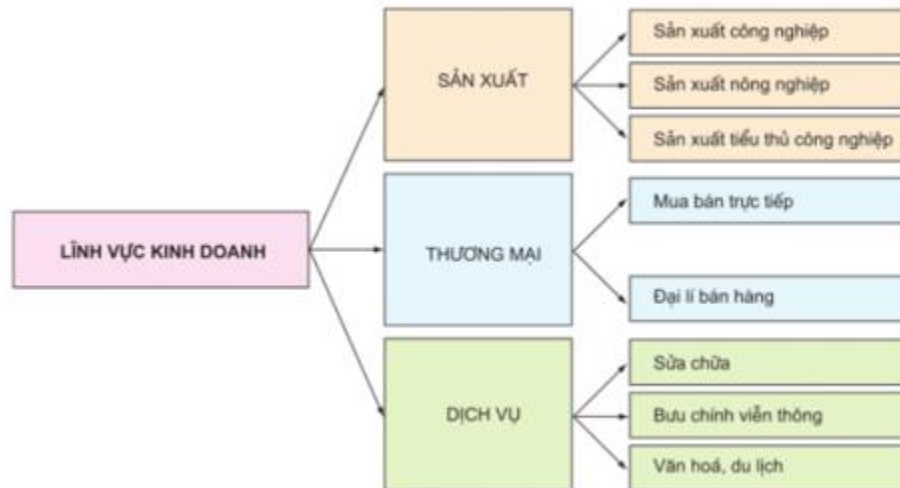 LĨNH VỰC KINH DOANH
SẢN XUẤT
Sản xuất công nghiệp
Sản xuất nông nghiệp
Sản xuất tiểu thủ công nghiệp
THƯƠNG MẠI
Mua bán trực tiếp
Đại lí bán hàng
DỊCH VỤ
Sửa chữa
Bưu chính viễn thông
Văn hoá, du lịch